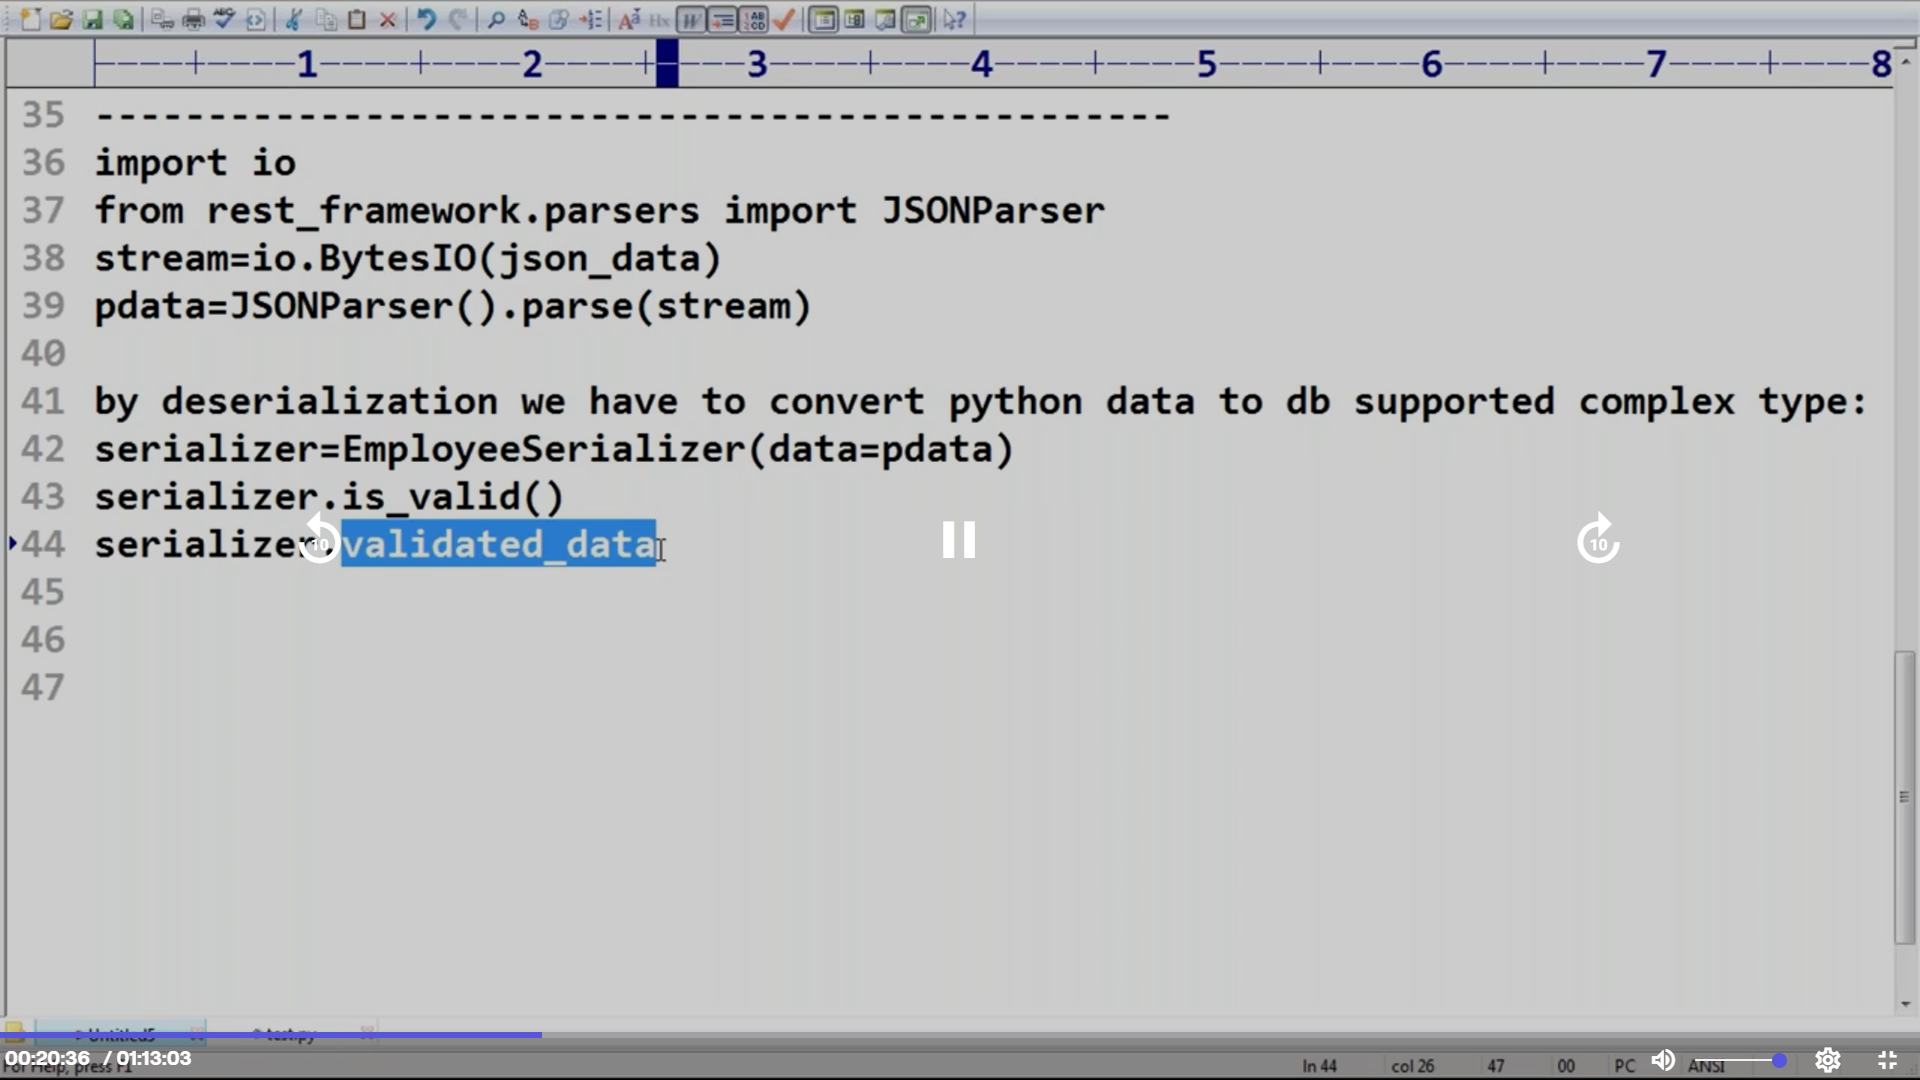 1 2 3 4 5 6 7 8
35 ------------------------------------------------
36 import io
37 from rest_framework.parsers import JSONParser
38 stream=io.BytesIO(json_data)
39 pdata=JSONParser().parse(stream)
40
41 by deserialization we have to convert python data to db supported complex type:
42 serializer=EmployeeSerializer(data=pdata)
43 serializer.is_valid()
44 serializer.validated_data
10
10
45
46
47
Untitled5 test.py
00:20:36 / 01:13:03
For Help, press F1 ln 44 col 26 47 00 PC ANSI